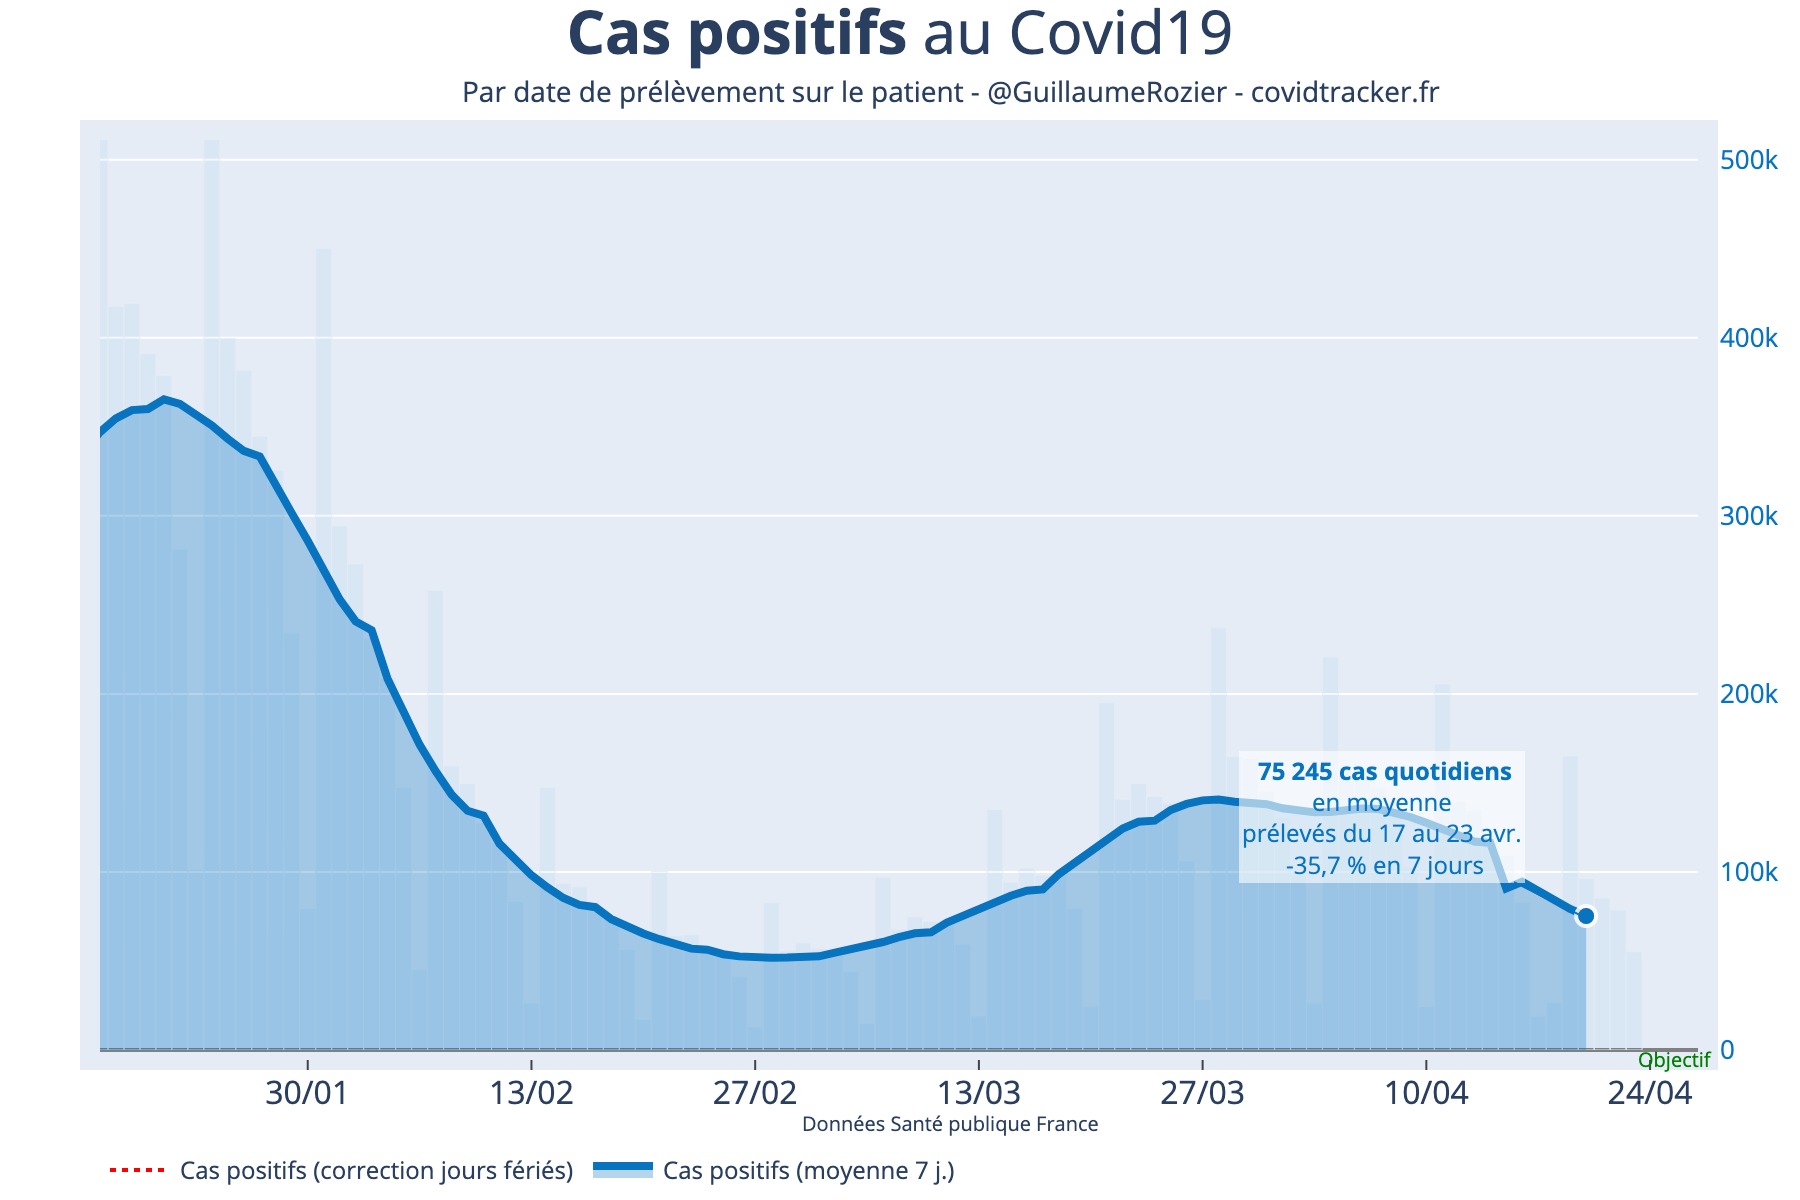 Cas positifs au Covid19
Par date de prélèvement sur le patient - @GuillaumeRozier - covidtracker.fr
500k
400k
300k
200k
100k
0
75 245 cas quotidiens
en moyenne
prélevés du 17 au 23 avr.
-35,7 % en 7 jours
Objectif
30/01 13/02 27/02 13/03 27/03 10/04 24/04
Données Santé publique France
Cas positifs (correction jours fériés) Cas positifs (moyenne 7 j.)